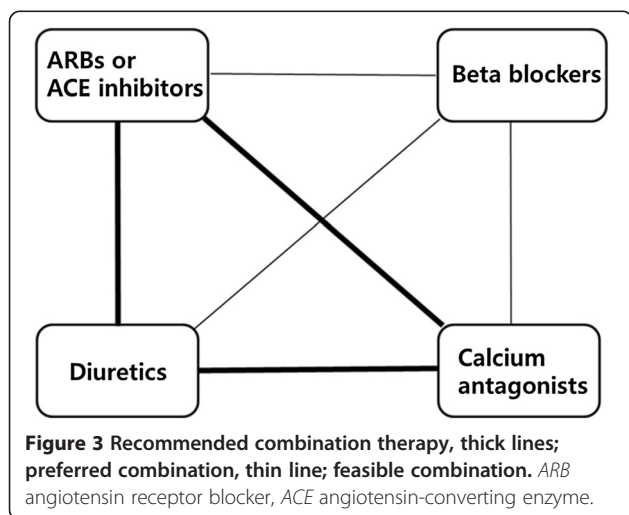 ARBs or
ACE inhibitors
Beta blockers
Diuretics
Calcium
antagonists
Figure 3 Recommended combination therapy, thick lines;
preferred combination, thin line; feasible combination. ARB
angiotensin receptor blocker, ACE angiotensin-converting enzyme.